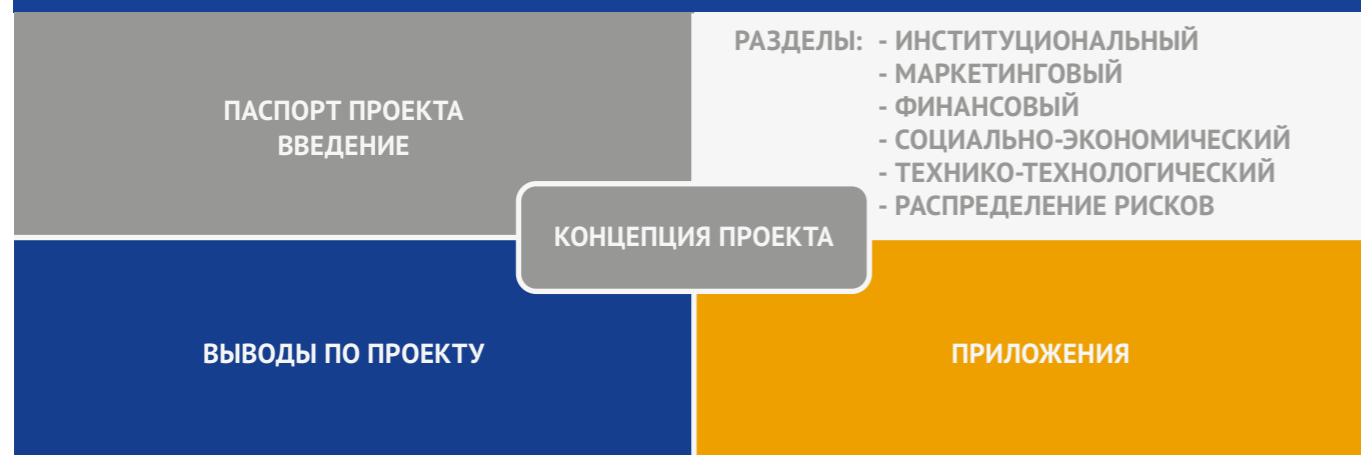 ПАСПОРТ ПРОЕКТА
ВВЕДЕНИЕ
РАЗДЕЛЫ: - ИНСТИТУЦИОНАЛЬНЫЙ
- МАРКЕТИНГОВЫЙ
- ФИНАНСОВЫЙ
- СОЦИАЛЬНО-ЭКОНОМИЧЕСКИЙ
- ТЕХНИКО-ТЕХНОЛОГИЧЕСКИЙ
- РАСПРЕДЕЛЕНИЕ РИСКОВ
КОНЦЕПЦИЯ ПРОЕКТА
ВЫВОДЫ ПО ПРОЕКТУ
ПРИЛОЖЕНИЯ